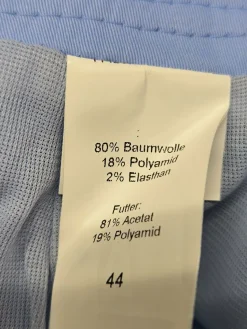 80% Baumwolle
18% Polyamid
2% Elasthan
Futter:
81% Acetat
19% Polyamid
44